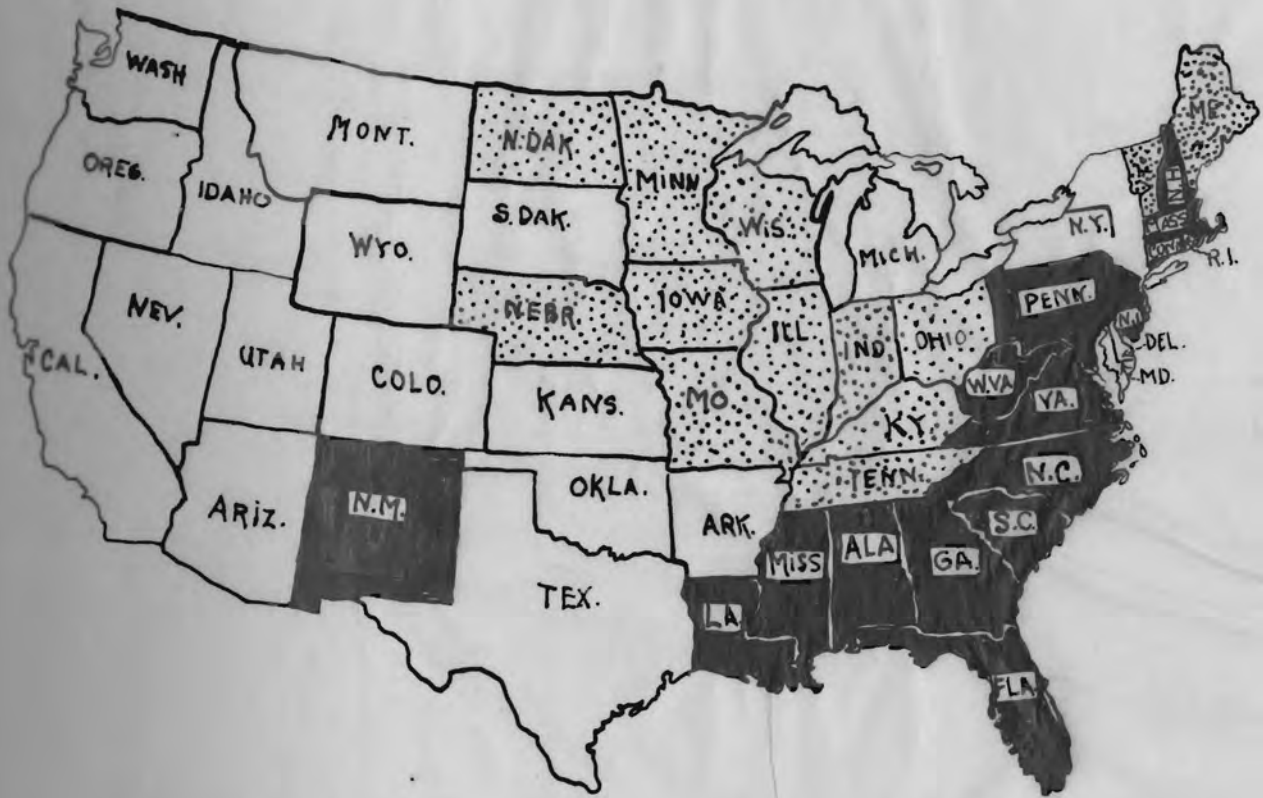 WASH
MONT.
N.DAK
MINN
ME
OREG.
IDAHO
S.DAK.
WIS.
MICH.
N.Y.
N.H.
MASS
CONN
R.I.
WYO.
NEV.
NEBR
IOWA
PENN.
N.J.
DEL.
MD.
CAL.
UTAH
COLO.
KANS.
MO
ILL
IND
OHIO
W.VA
VA.
KY
TENN.
N.C.
ARIZ.
N.M.
OKLA.
ARK.
S.C.
TEX.
LA.
MISS
ALA
GA.
FLA